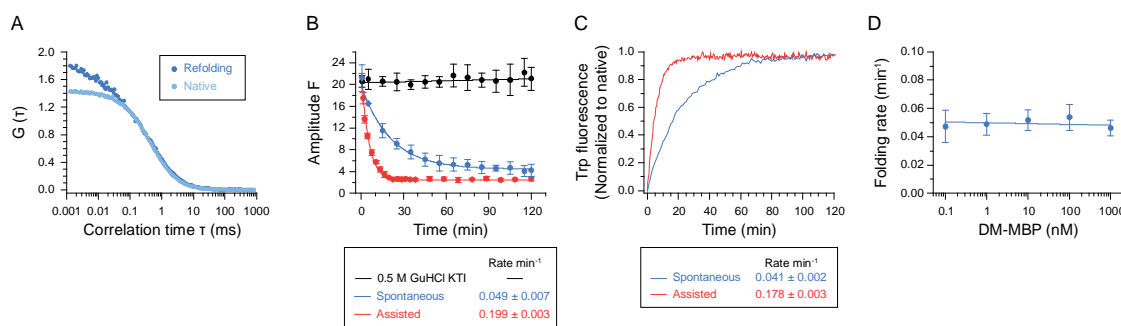 A
Refolding
Native
G (τ)
2.0
1.6
1.2
0.8
0.4
0.0
0.001 0.01 0.1 1 10 100 1000
Correlation time τ (ms)
B
Amplitude F
24
20
16
12
8
4
0
0 30 60 90 120
Time (min)
Rate min⁻¹
0.5 M GuHCl KTI —
Spontaneous 0.049 ± 0.007
Assisted 0.199 ± 0.003
C
Trp fluorescence
(Normalized to native)
1.0
0.8
0.6
0.4
0.2
0.0
0 20 40 60 80 100 120
Time (min)
Rate min⁻¹
Spontaneous 0.041 ± 0.002
Assisted 0.178 ± 0.003
D
Folding rate (min⁻¹)
0.10
0.08
0.06
0.04
0.02
0.00
0.1 1 10 100 1000
DM-MBP (nM)